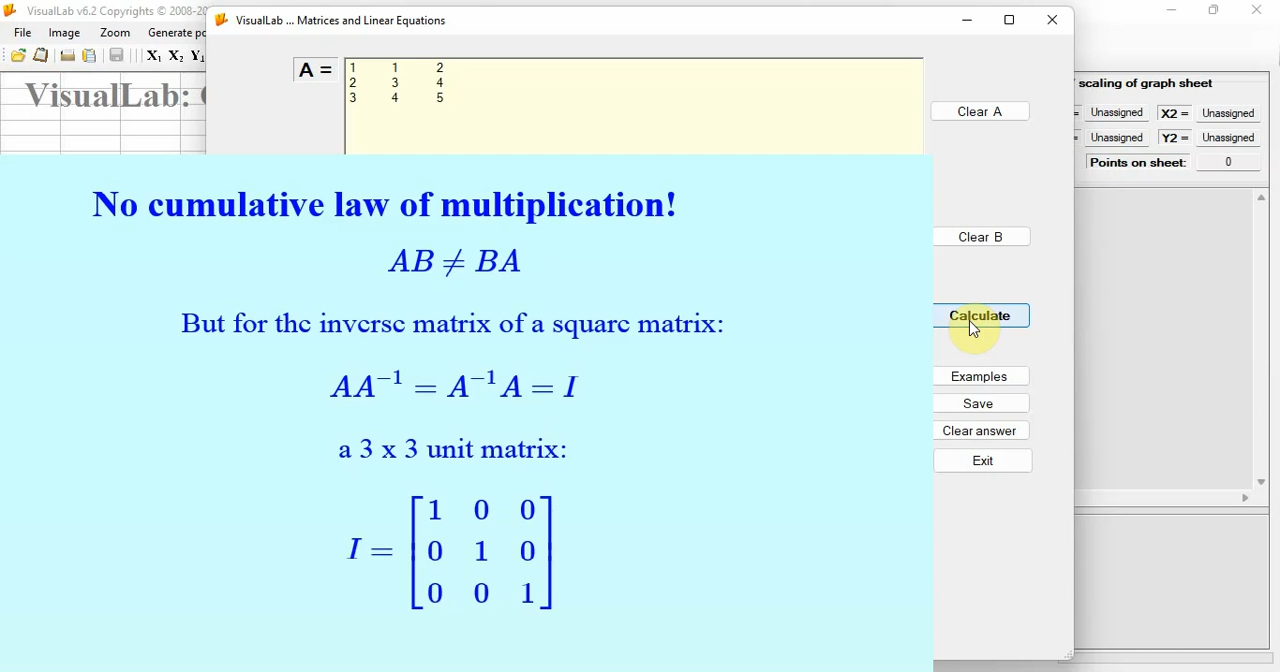 VisualLab v6.2 Copyrights © 2008-20
VisualLab ... Matrices and Linear Equations
File Image Zoom Generate po
X₁ X₂ Y₁
VisualLab:
A =
1 1 2
2 3 4
3 4 5
Clear A
Clear B
Calculate
Examples
Save
Clear answer
Exit
scaling of graph sheet
= Unassigned X2 = Unassigned
= Unassigned Y2 = Unassigned
Points on sheet: 0
No cumulative law of multiplication!
AB ≠ BA
But for the inverse matrix of a square matrix:
AA⁻¹ = A⁻¹A = I
a 3 x 3 unit matrix:
1 0 0
I = 0 1 0
0 0 1